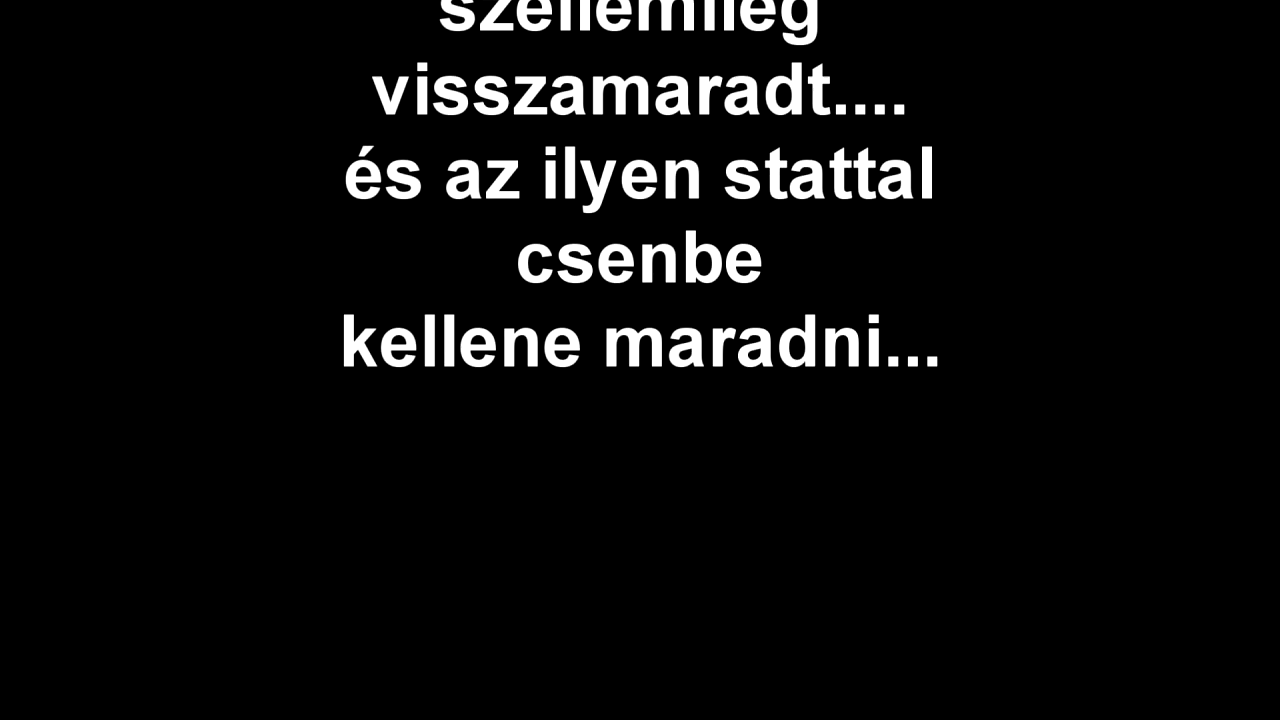 szellemileg
visszamaradt....
és az ilyen stattal
csenbe
kellene maradni...